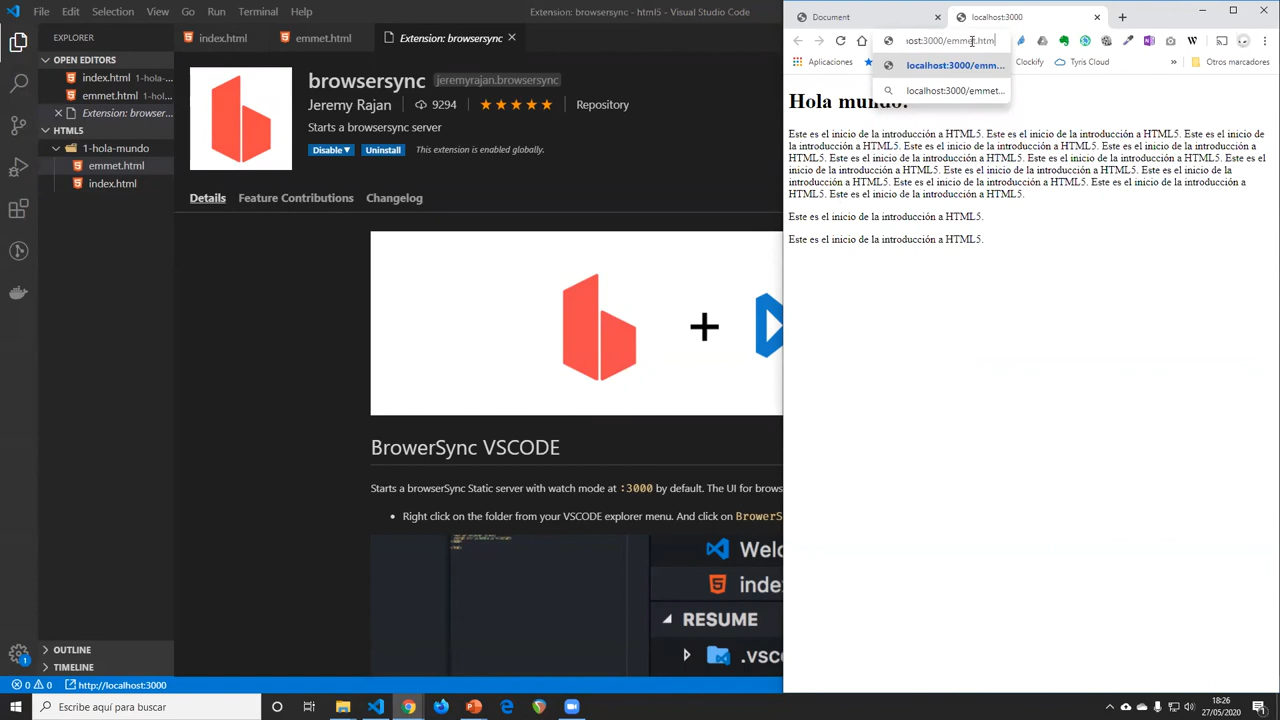 File Edit Selection View Go Run Terminal Help
Extension: browsersync - html5 - Visual Studio Code
EXPLORER
OPEN EDITORS
index.html 1-hola-
emmet.html 1-hola-
Extension: browse
HTML5
1-hola-mundo
emmet.html
index.html
OUTLINE
TIMELINE
index.html
emmet.html
Extension: browsersync
browsersync jeremyrajan.browsersync
Jeremy Rajan 9294 Repository
Starts a browsersync server
Disable Uninstall This extension is enabled globally.
Details Feature Contributions Changelog
+
BrowerSync VSCODE
Starts a browserSync Static server with watch mode at :3000 by default. The UI for brows
Right click on the folder from your VSCODE explorer menu. And click on BrowerS
Welc
index
RESUME
.vsc
0 0 http://localhost:3000
Document
localhost:3000
ost:3000/emmet.htm
localhost:3000/emm...
localhost:3000/emmet...
Aplicaciones Clockify Tyris Cloud » Otros marcadores
Hola mundo!
Este es el inicio de la introducción a HTML5. Este es el inicio de la introducción a HTML5. Este es el inicio de
la introducción a HTML5. Este es el inicio de la introducción a HTML5. Este es el inicio de la introducción a
HTML5. Este es el inicio de la introducción a HTML5. Este es el inicio de la introducción a HTML5. Este es el
inicio de la introducción a HTML5. Este es el inicio de la introducción a HTML5. Este es el inicio de la
introducción a HTML5. Este es el inicio de la introducción a HTML5. Este es el inicio de la introducción a
HTML5. Este es el inicio de la introducción a HTML5.
Este es el inicio de la introducción a HTML5.
Este es el inicio de la introducción a HTML5.
Escribe aquí para buscar
18:26
27/05/2020